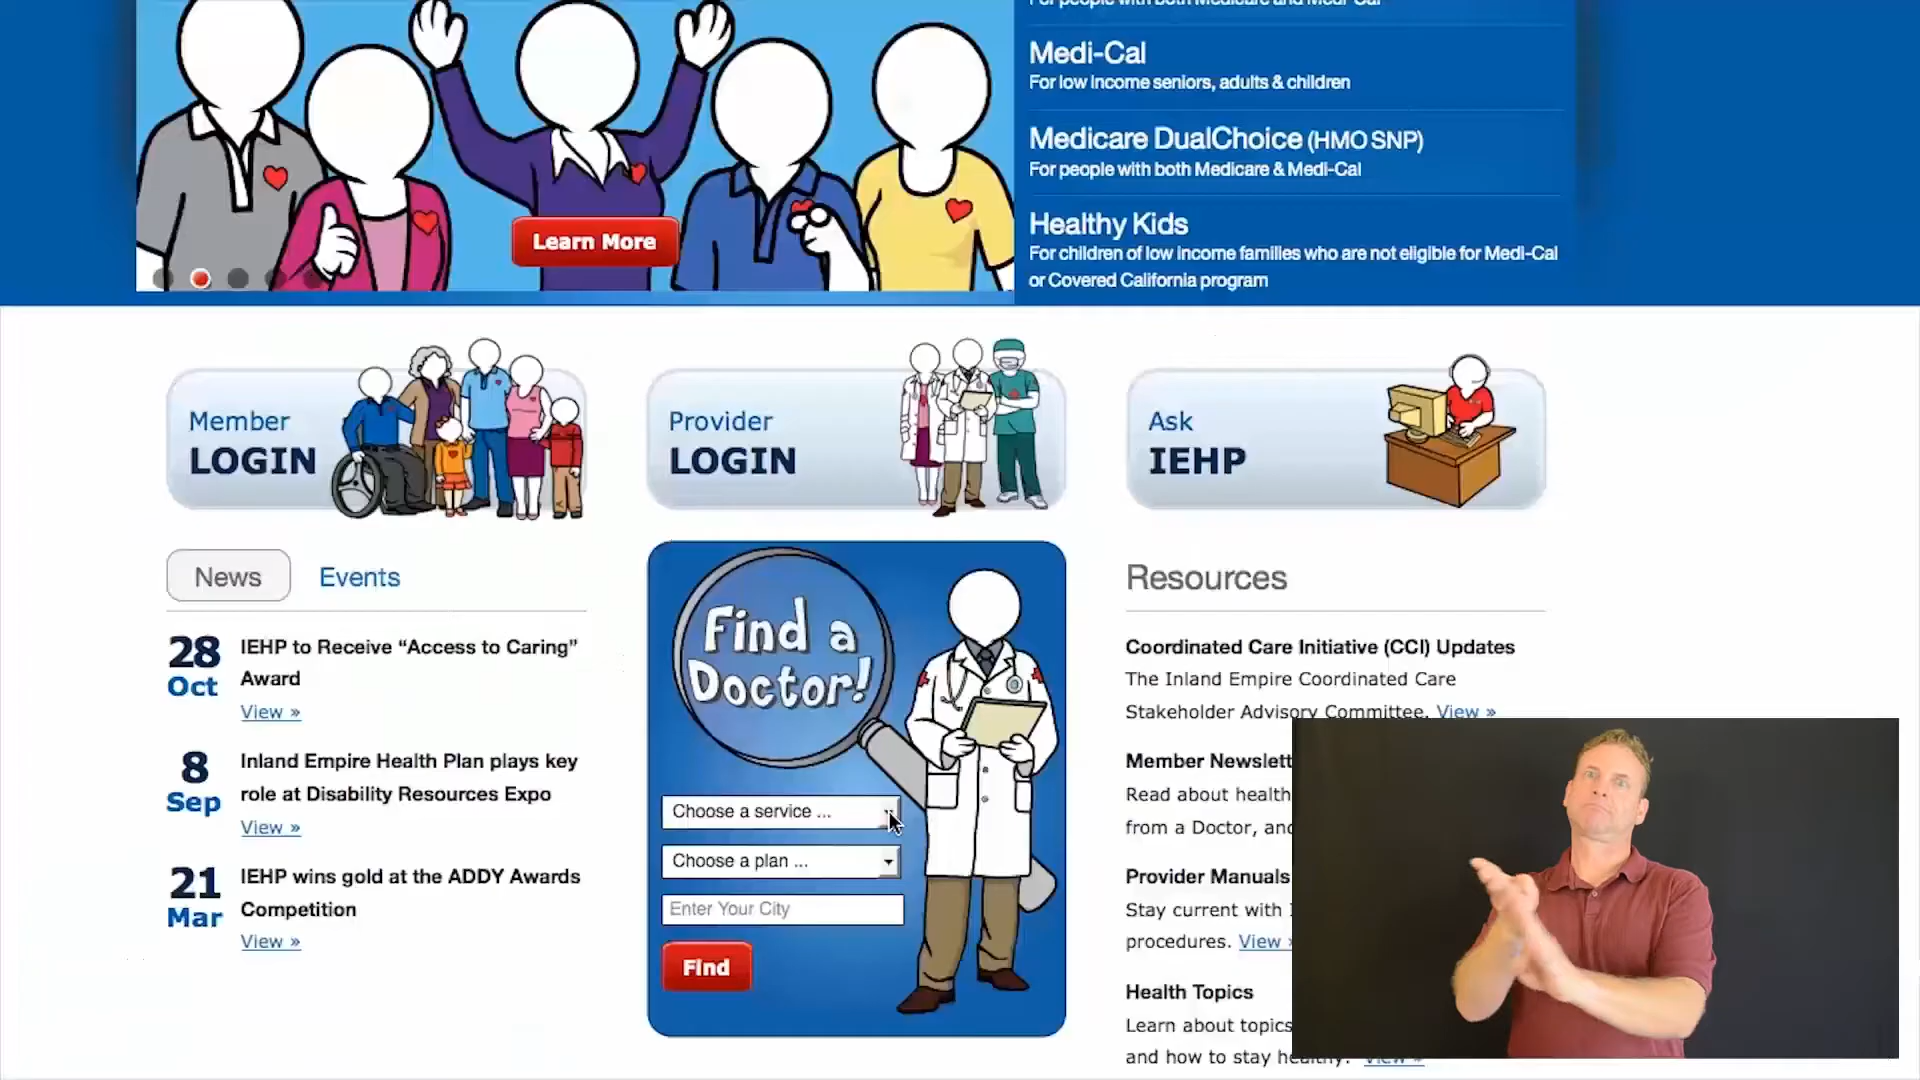 For people with both Medicare and Medi-Cal
Medi-Cal
For low income seniors, adults & children
Medicare DualChoice (HMO SNP)
For people with both Medicare & Medi-Cal
Healthy Kids
For children of low income families who are not eligible for Medi-Cal
or Covered California program
Learn More
Member
LOGIN
Provider
LOGIN
Ask
IEHP
News
Events
28
Oct
IEHP to Receive “Access to Caring”
Award
View »
8
Sep
Inland Empire Health Plan plays key
role at Disability Resources Expo
View »
21
Mar
IEHP wins gold at the ADDY Awards
Competition
View »
Find a
Doctor!
Choose a service ...
Choose a plan ...
Enter Your City
Find
Resources
Coordinated Care Initiative (CCI) Updates
The Inland Empire Coordinated Care
Stakeholder Advisory Committee. View »
Member Newslett
Read about health
from a Doctor, and
Provider Manuals
Stay current with
procedures. View »
Health Topics
Learn about topics
and how to stay healthy. View »